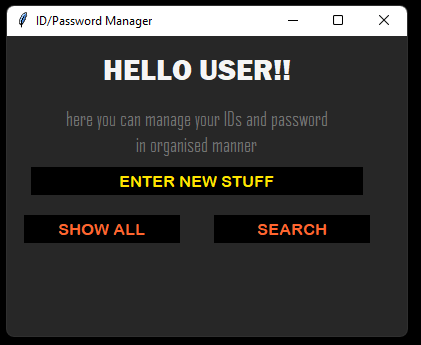 ID/Password Manager
HELLO USER!!
here you can manage your IDs and password
in organised manner
ENTER NEW STUFF
SHOW ALL
SEARCH